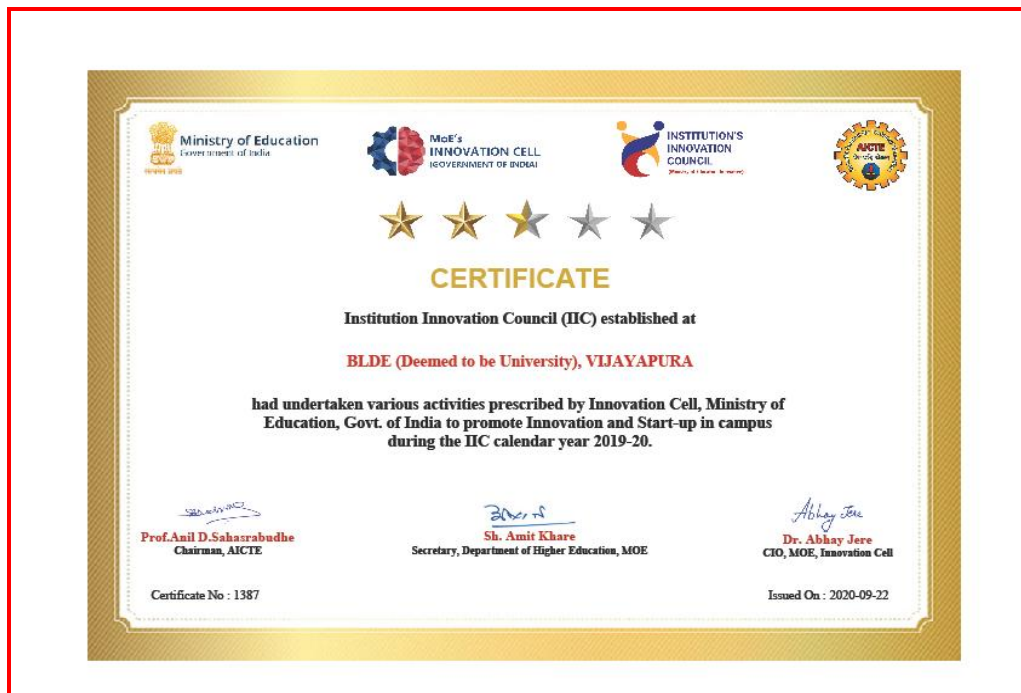 Ministry of Education
Government of India
MoE's
INNOVATION CELL
(GOVERNMENT OF INDIA)
INSTITUTION'S
INNOVATION
COUNCIL
AICTE
CERTIFICATE
Institution Innovation Council (IIC) established at
BLDE (Deemed to be University), VIJAYAPURA
had undertaken various activities prescribed by Innovation Cell, Ministry of
Education, Govt. of India to promote Innovation and Start-up in campus
during the IIC calendar year 2019-20.
Abhay Jere
Prof.Anil D.Sahasrabudhe
Chairman, AICTE
Sh. Amit Khare
Secretary, Department of Higher Education, MOE
Dr. Abhay Jere
CIO, MOE, Innovation Cell
Certificate No : 1387
Issued On : 2020-09-22